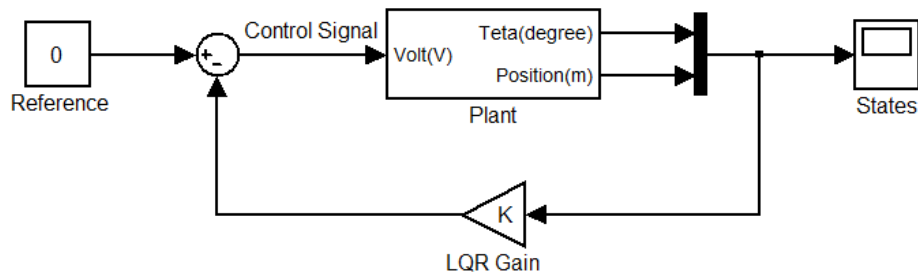 Control Signal
0
Reference
Volt(V)
Teta(degree)
Position(m)
Plant
States
K
LQR Gain